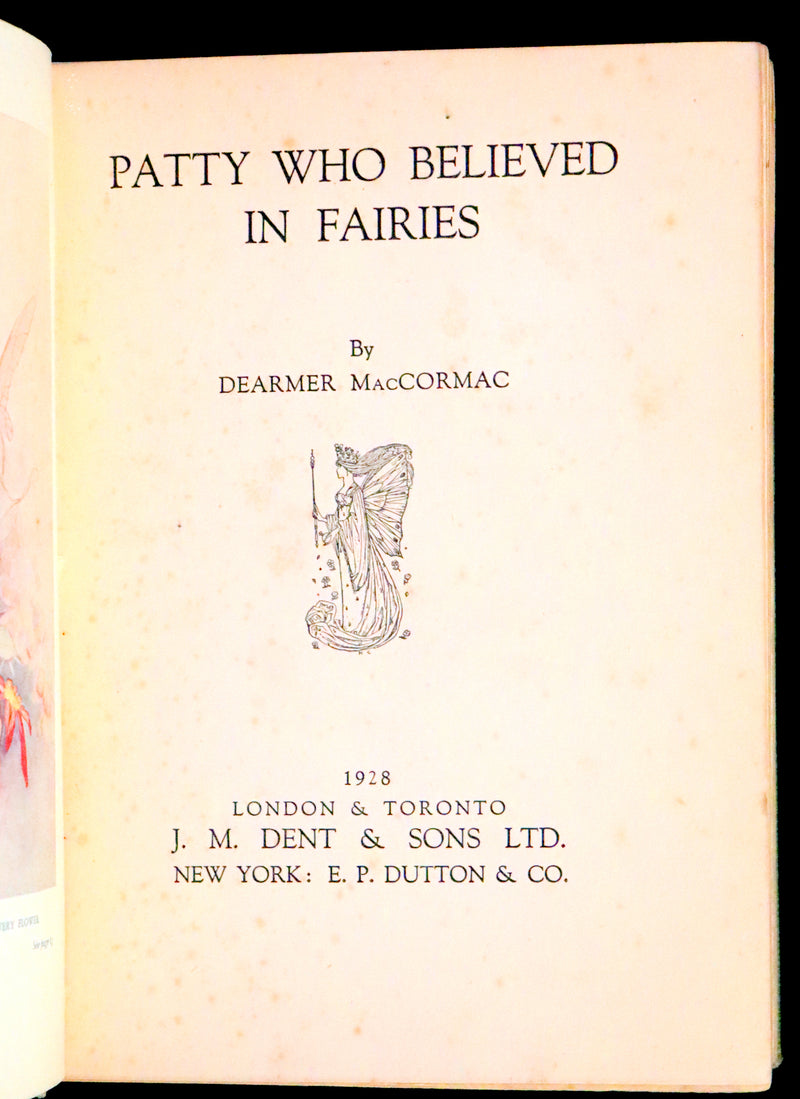 PATTY WHO BELIEVED
IN FAIRIES
By
DEARMER MacCORMAC
1928
LONDON & TORONTO
J. M. DENT & SONS LTD.
NEW YORK: E. P. DUTTON & CO.